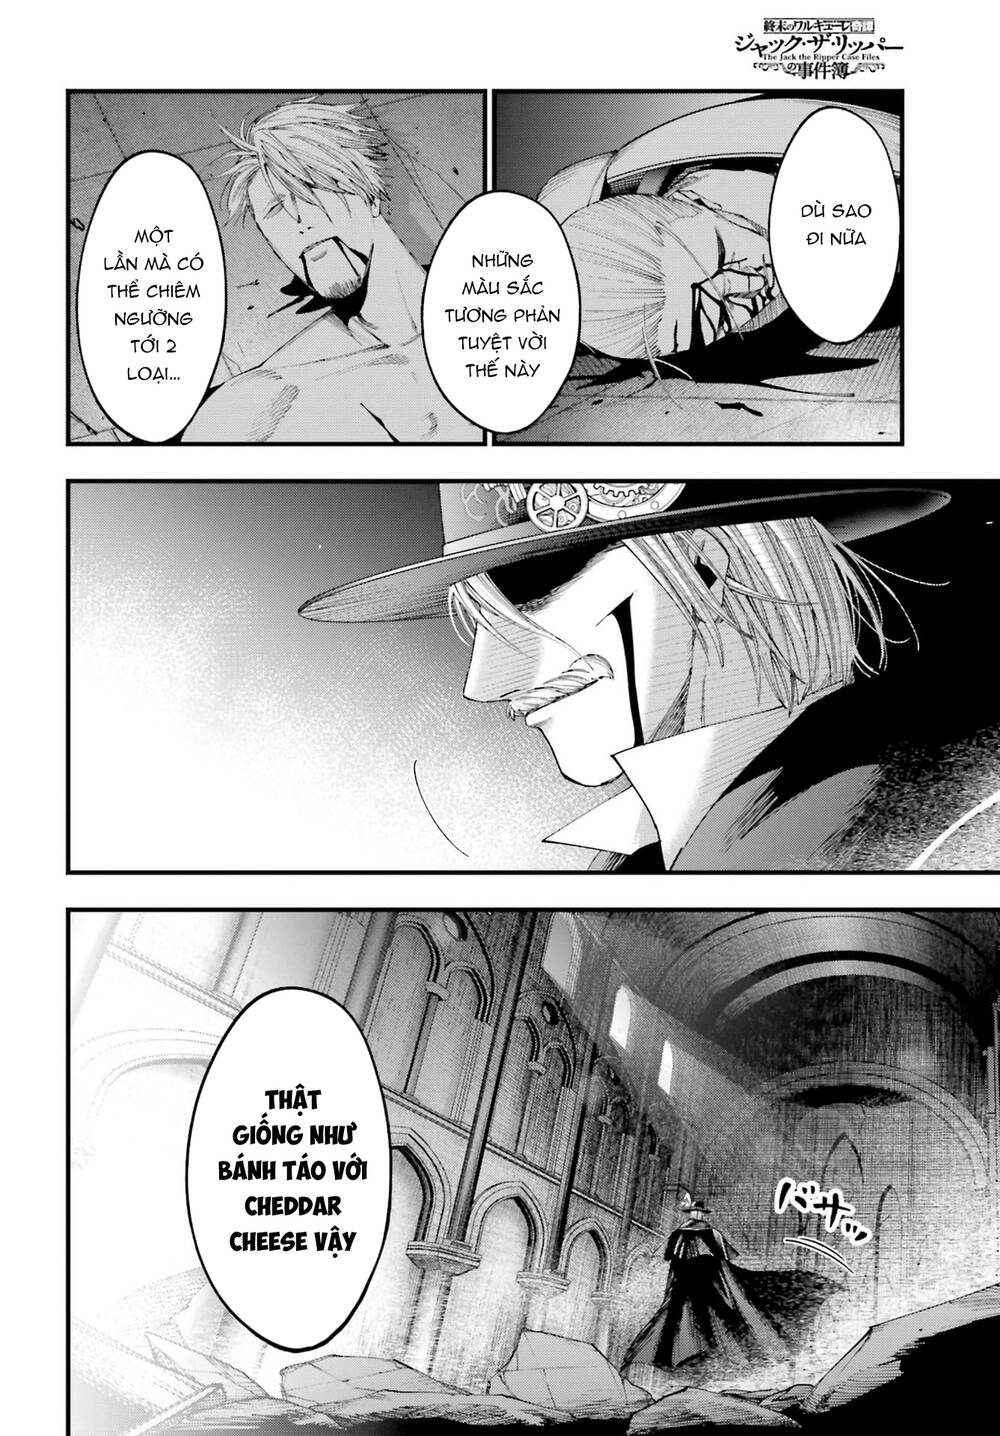 終末のワルキューレ奇譚
ジャック・ザ・リッパー
The Jack the Ripper Case Files
の事件簿
DÙ SAO
ĐI NỮA
NHỮNG
MÀU SẮC
TƯƠNG PHẢN
TUYỆT VỜI
THẾ NÀY
MỘT
LẦN MÀ CÓ
THỂ CHIÊM
NGƯỠNG
TỚI 2
LOẠI...
THẬT
GIỐNG NHƯ
BÁNH TÁO VỚI
CHEDDAR
CHEESE VẬY
バサッ